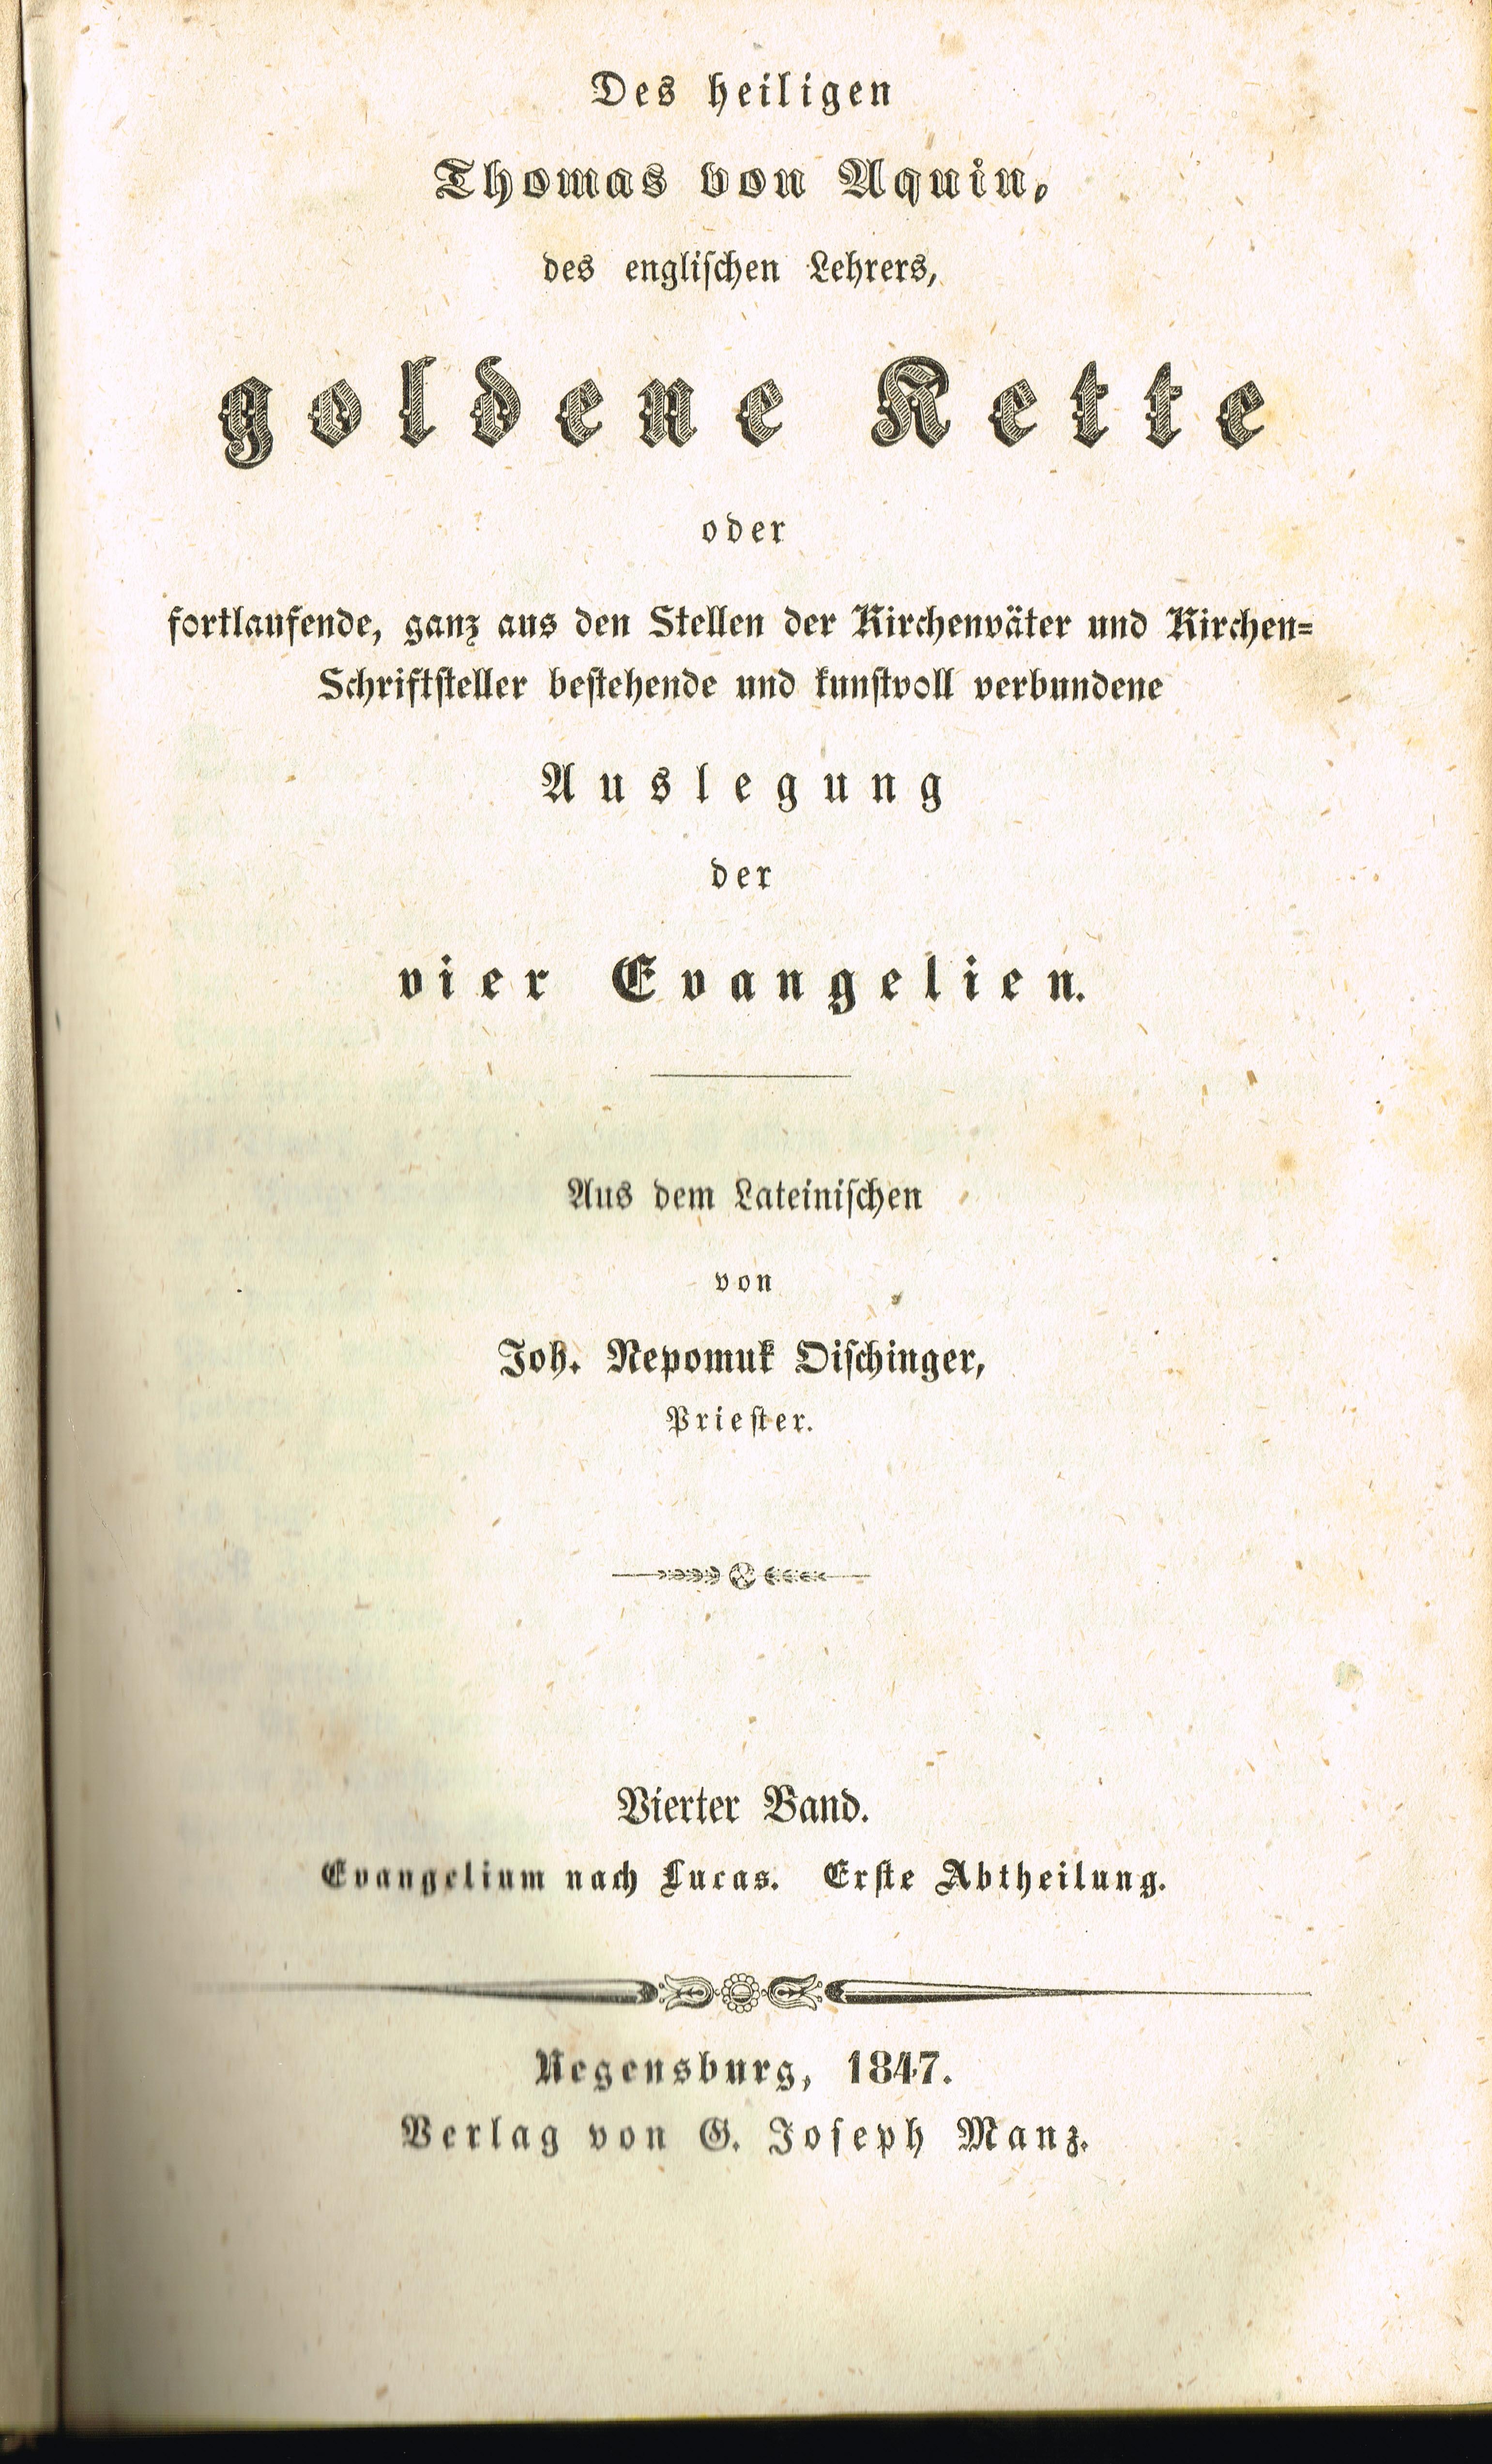 Des heiligen
Thomas von Aquin,
des englischen Lehrers,
goldene Kette
oder
fortlaufende, ganz aus den Stellen der Kirchenväter und Kirchen=
Schriftsteller bestehende und kunstvoll verbundene
Auslegung
der
vier Evangelien.
Aus dem Lateinischen
von
Joh. Nepomuk Oischinger,
Priester.
Vierter Band.
Evangelium nach Lucas. Erste Abtheilung.
Regensburg, 1847.
Verlag von G. Joseph Manz.